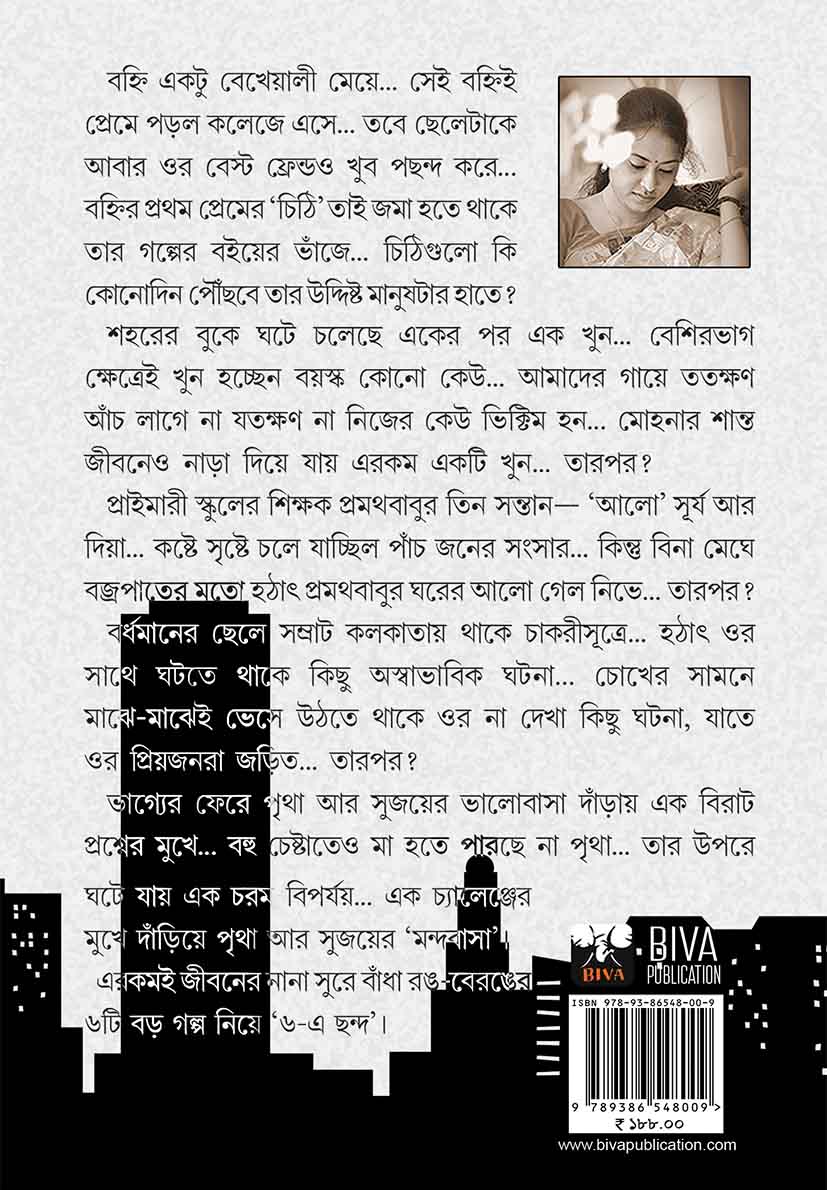 বহ্নি একটু বেখেয়ালী মেয়ে... সেই বহ্নিই
প্রেমে পড়ল কলেজে এসে... তবে ছেলেটাকে
আবার ওর বেস্ট ফ্রেন্ডও খুব পছন্দ করে...
বহ্নির প্রথম প্রেমের ‘চিঠি’ তাই জমা হতে থাকে
তার গল্পের বইয়ের ভাঁজে... চিঠিগুলো কি
কোনোদিন পৌঁছবে তার উদ্দিষ্ট মানুষটার হাতে?
শহরের বুকে ঘটে চলেছে একের পর এক খুন... বেশিরভাগ
ক্ষেত্রেই খুন হচ্ছেন বয়স্ক কোনো কেউ... আমাদের গায়ে ততক্ষণ
আঁচ লাগে না যতক্ষণ না নিজের কেউ ভিক্টিম হন... মোহনার শান্ত
জীবনেও নাড়া দিয়ে যায় এরকম একটি খুন... তারপর?
প্রাইমারী স্কুলের শিক্ষক প্রমথবাবুর তিন সন্তান— ‘আলো’ সূর্য আর
দিয়া... কষ্টে সৃষ্টে চলে যাচ্ছিল পাঁচ জনের সংসার... কিন্তু বিনা মেঘে
বজ্রপাতের মতো হঠাৎ প্রমথবাবুর ঘরের আলো গেল নিভে... তারপর?
বর্ধমানের ছেলে সম্রাট কলকাতায় থাকে চাকরীসূত্রে... হঠাৎ ওর
সাথে ঘটতে থাকে কিছু অস্বাভাবিক ঘটনা... চোখের সামনে
মাঝে-মাঝেই ভেসে উঠতে থাকে ওর না দেখা কিছু ঘটনা, যাতে
ওর প্রিয়জনরা জড়িত... তারপর?
ভাগ্যের ফেরে পৃথা আর সুজয়ের ভালোবাসা দাঁড়ায় এক বিরাট
প্রশ্নের মুখে... বহু চেষ্টাতেও মা হতে পারছে না পৃথা... তার উপরে
ঘটে যায় এক চরম বিপর্যয়... এক চ্যালেঞ্জের
মুখে দাঁড়িয়ে পৃথা আর সুজয়ের ‘মন্দবাসা’।
এরকমই জীবনের নানা সুরে বাঁধা রঙ-বেরঙের
৬টি বড় গল্প নিয়ে ‘৬-এ ছন্দ’।
BIVA
BIVA
PUBLICATION
ISBN 978-93-86548-00-9
9 789386 548009>
₹ ১৮৮.০০
www.bivapublication.com